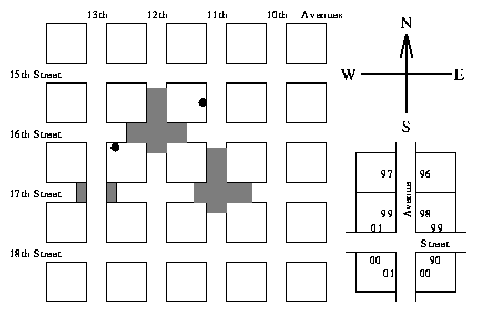 13th 12th 11th 10th Avenues
N
15th Street
W E
16th Street
S
97 96
Avenue
17th Street
99 98
01 99
Street
18th Street
00 90
01 00